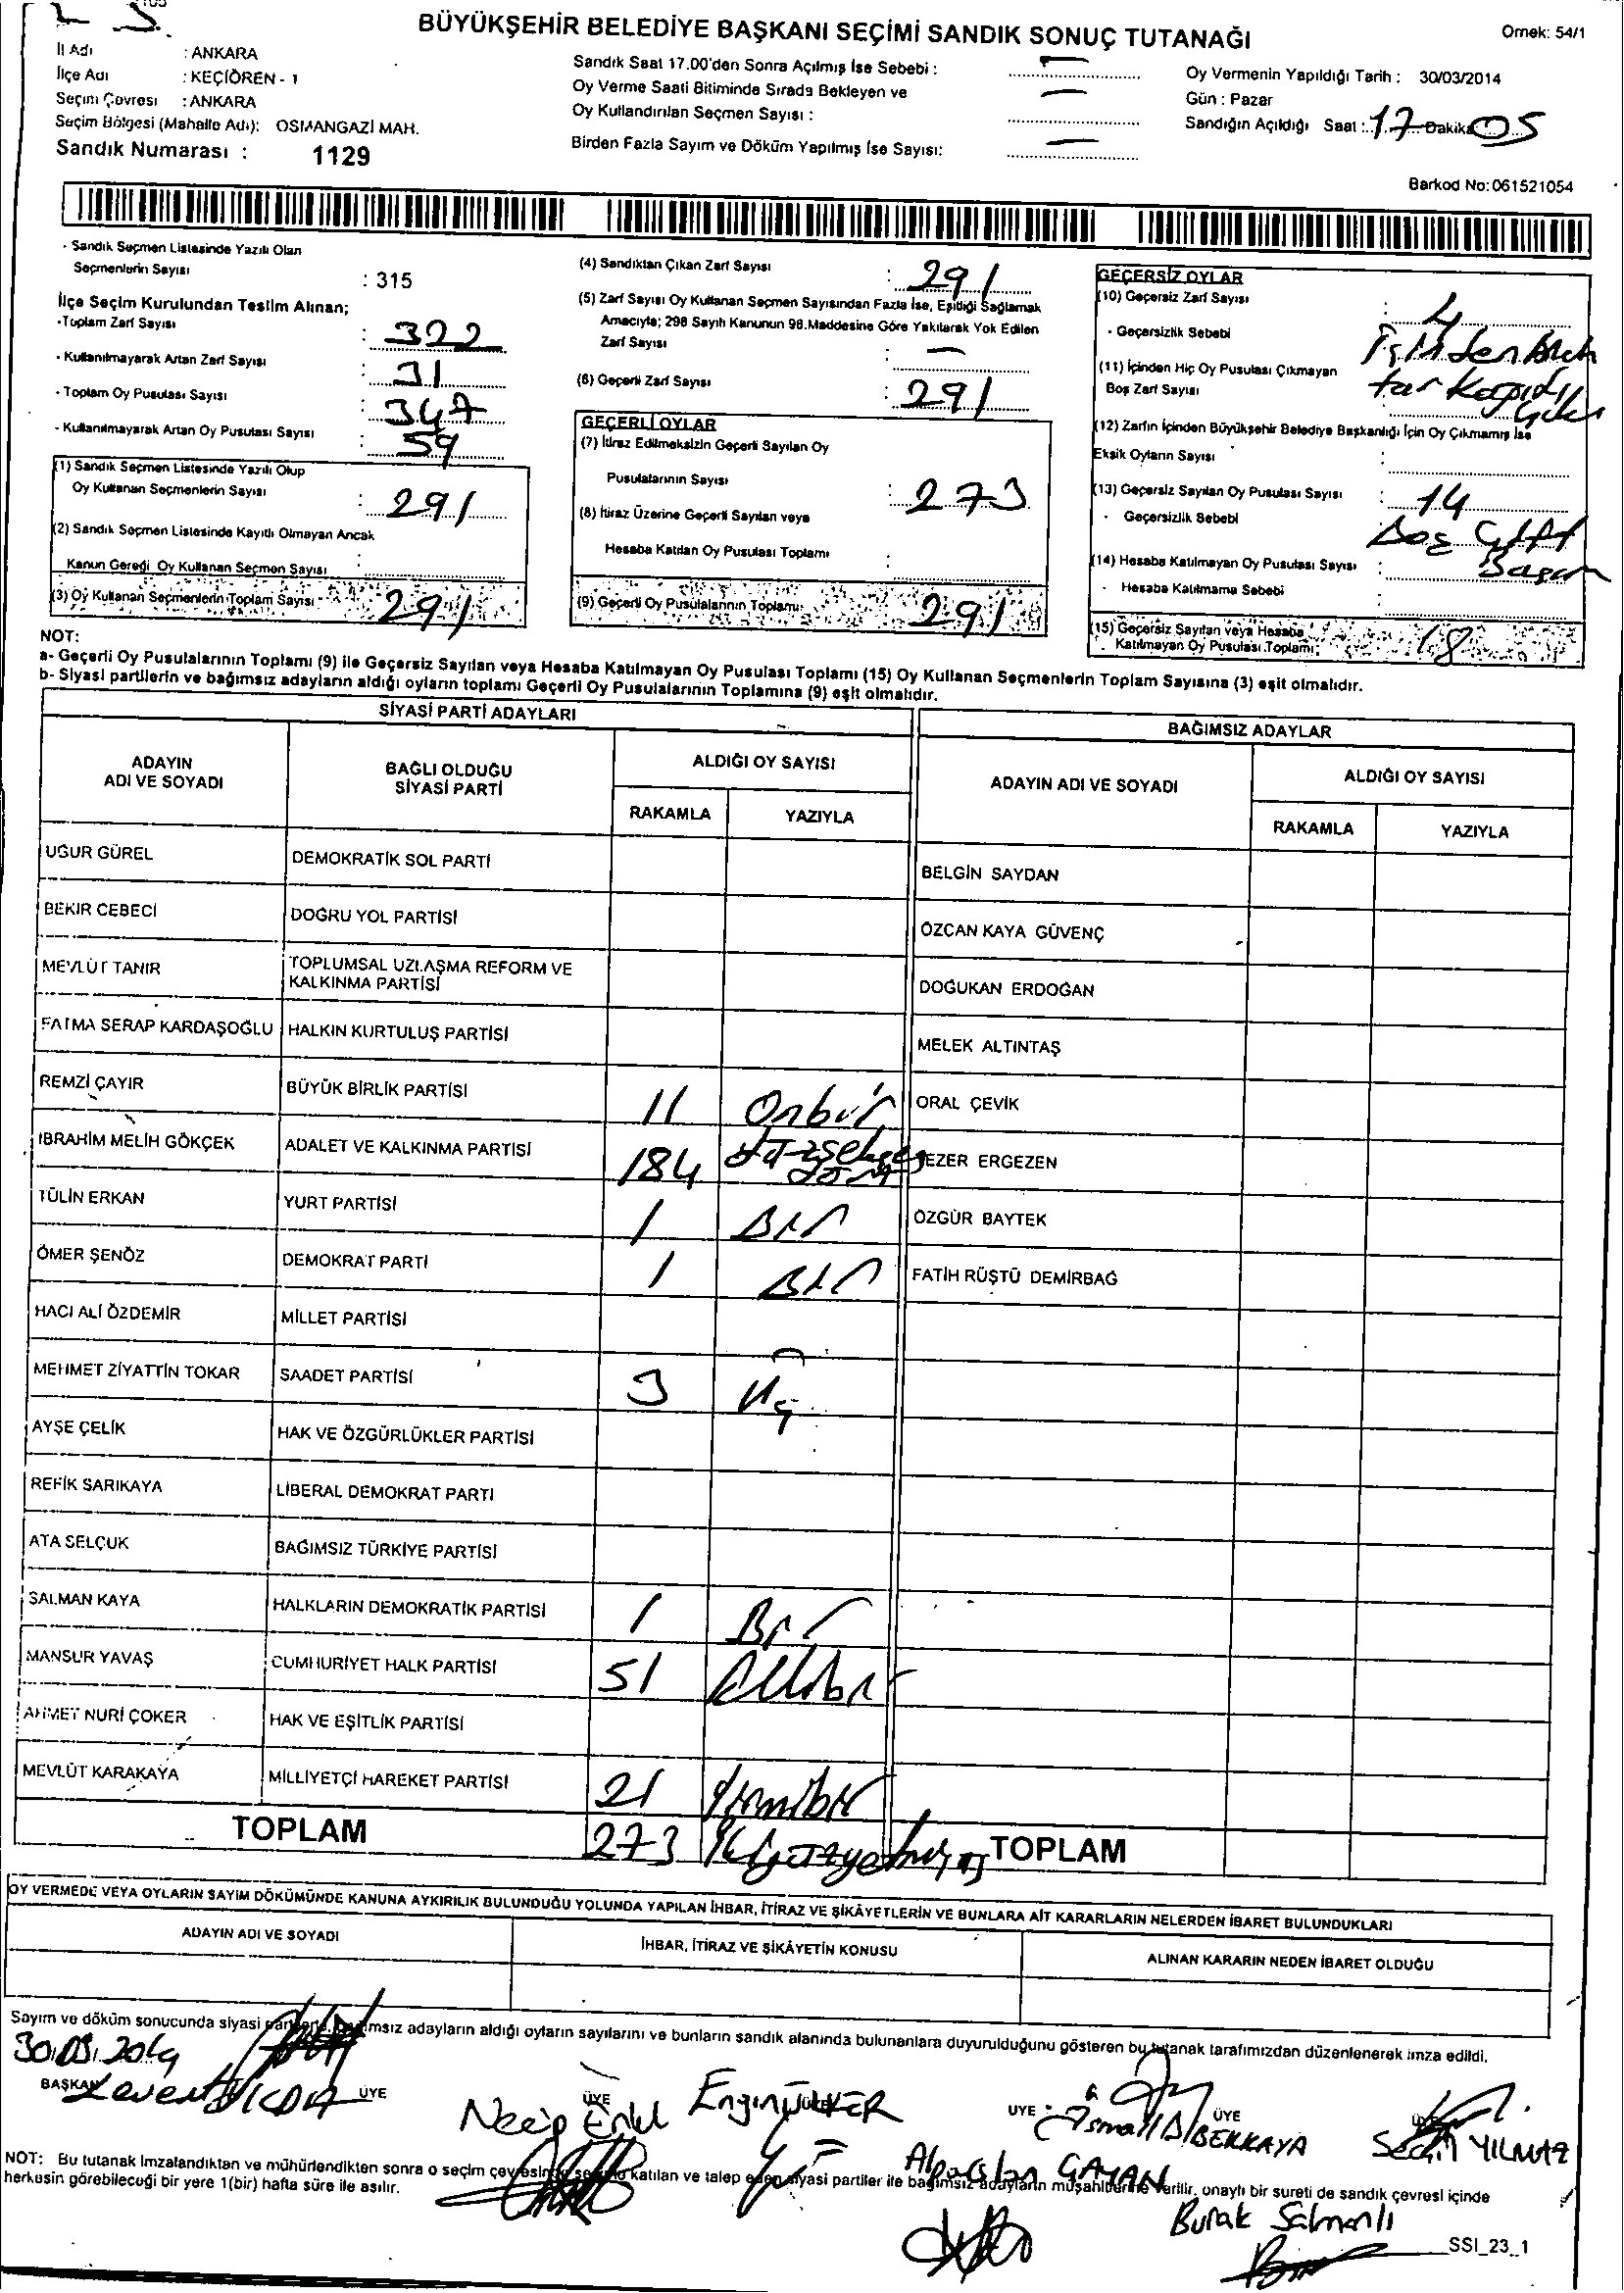 BÜYÜKŞEHİR BELEDİYE BAŞKANI SEÇİMİ SANDIK SONUÇ TUTANAĞI
Örnek: 54/1
İl Adı : ANKARA
İlçe Adı : KEÇİÖREN - 1
Seçim Çevresi : ANKARA
Seçim Bölgesi (Mahalle Adı): OSMANGAZİ MAH.
Sandık Numarası : 1129
Sandık Saat 17.00'den Sonra Açılmış İse Sebebi : —
Oy Verme Saati Bitiminde Sırada Bekleyen ve
Oy Kullandırılan Seçmen Sayısı : —
Birden Fazla Sayım ve Döküm Yapılmış İse Sayısı: —
Oy Vermenin Yapıldığı Tarih : 30/03/2014
Gün : Pazar
Sandığın Açıldığı Saat : 17 Dakika 05
Barkod No: 061521054
- Sandık Seçmen Listesinde Yazılı Olan
Seçmenlerin Sayısı : 315
İlçe Seçim Kurulundan Teslim Alınan;
-Toplam Zarf Sayısı : 322
- Kullanılmayarak Artan Zarf Sayısı : 31
- Toplam Oy Pusulası Sayısı : 347
- Kullanılmayarak Artan Oy Pusulası Sayısı : 59
(1) Sandık Seçmen Listesinde Yazılı Olup
Oy Kullanan Seçmenlerin Sayısı : 291
(2) Sandık Seçmen Listesinde Kayıtlı Olmayan Ancak
Kanun Gereği Oy Kullanan Seçmen Sayısı :
(3) Oy Kullanan Seçmenlerin Toplam Sayısı 291
(4) Sandıktan Çıkan Zarf Sayısı : 291
(5) Zarf Sayısı Oy Kullanan Seçmen Sayısından Fazla İse, Eşitliği Sağlamak
Amacıyla; 298 Sayılı Kanunun 98.Maddesine Göre Yakılarak Yok Edilen
Zarf Sayısı : —
(6) Geçerli Zarf Sayısı : 291
GEÇERLİ OYLAR
(7) İtiraz Edilmeksizin Geçerli Sayılan Oy
Pusulalarının Sayısı : 273
(8) İtiraz Üzerine Geçerli Sayılan veya
Hesaba Katılan Oy Pusulası Toplamı :
(9) Geçerli Oy Pusulalarının Toplamı: 291
GEÇERSİZ OYLAR
(10) Geçersiz Zarf Sayısı : 4
- Geçersizlik Sebebi
(11) İçinden Hiç Oy Pusulası Çıkmayan
Boş Zarf Sayısı
(12) Zarfın İçinden Büyükşehir Belediye Başkanlığı İçin Oy Çıkmamış İse
Eksik Oyların Sayısı :
(13) Geçersiz Sayılan Oy Pusulası Sayısı : 14
- Geçersizlik Sebebi Boş Çift
(14) Hesaba Katılmayan Oy Pusulası Sayısı :
- Hesaba Katılmama Sebebi
(15) Geçersiz Sayılan veya Hesaba
Katılmayan Oy Pusulası Toplamı: 18
NOT:
a- Geçerli Oy Pusulalarının Toplamı (9) ile Geçersiz Sayılan veya Hesaba Katılmayan Oy Pusulası Toplamı (15) Oy Kullanan Seçmenlerin Toplam Sayısına (3) eşit olmalıdır.
b- Siyasi partilerin ve bağımsız adayların aldığı oyların toplamı Geçerli Oy Pusulalarının Toplamına (9) eşit olmalıdır.
SİYASİ PARTİ ADAYLARI
BAĞIMSIZ ADAYLAR
ADAYIN ADI VE SOYADI
BAĞLI OLDUĞU SİYASİ PARTİ
ALDIĞI OY SAYISI
RAKAMLA YAZIYLA
ADAYIN ADI VE SOYADI
ALDIĞI OY SAYISI
RAKAMLA YAZIYLA
UĞUR GÜREL DEMOKRATİK SOL PARTİ
BELGİN SAYDAN
BEKİR CEBECİ DOĞRU YOL PARTİSİ
ÖZCAN KAYA GÜVENÇ
MEVLÜT TANIR TOPLUMSAL UZLAŞMA REFORM VE KALKINMA PARTİSİ
DOĞUKAN ERDOĞAN
FATMA SERAP KARDAŞOĞLU HALKIN KURTULUŞ PARTİSİ
MELEK ALTINTAŞ
REMZİ ÇAYIR BÜYÜK BİRLİK PARTİSİ 11 Onbir
ORAL ÇEVİK
İBRAHİM MELİH GÖKÇEK ADALET VE KALKINMA PARTİSİ 184
EZER ERGEZEN
TÜLİN ERKAN YURT PARTİSİ 1 Bir
ÖZGÜR BAYTEK
ÖMER ŞENÖZ DEMOKRAT PARTİ 1 Bir
FATİH RÜŞTÜ DEMİRBAĞ
HACI ALİ ÖZDEMİR MİLLET PARTİSİ
MEHMET ZİYATTİN TOKAR SAADET PARTİSİ 3 Üç
AYŞE ÇELİK HAK VE ÖZGÜRLÜKLER PARTİSİ
REFİK SARIKAYA LİBERAL DEMOKRAT PARTİ
ATA SELÇUK BAĞIMSIZ TÜRKİYE PARTİSİ
SALMAN KAYA HALKLARIN DEMOKRATİK PARTİSİ 1 Bir
MANSUR YAVAŞ CUMHURİYET HALK PARTİSİ 51 Ellibir
AHMET NURİ ÇOKER HAK VE EŞİTLİK PARTİSİ
MEVLÜT KARAKAYA MİLLİYETÇİ HAREKET PARTİSİ 21 Yirmibir
TOPLAM 273 İkiyüzyetmişüç
TOPLAM
OY VERMEDE VEYA OYLARIN SAYIM DÖKÜMÜNDE KANUNA AYKIRILIK BULUNDUĞU YOLUNDA YAPILAN İHBAR, İTİRAZ VE ŞİKÂYETLERİN VE BUNLARA AİT KARARLARIN NELERDEN İBARET BULUNDUKLARI
ADAYIN ADI VE SOYADI
İHBAR, İTİRAZ VE ŞİKÂYETİN KONUSU
ALINAN KARARIN NEDEN İBARET OLDUĞU
Sayım ve döküm sonucunda siyasi partilerle, bağımsız adayların aldığı oyların sayılarını ve bunların sandık alanında bulunanlara duyurulduğunu gösteren bu tutanak tarafımızdan düzenlenerek imza edildi.
30.03.2014
BAŞKAN Levent ÜYE
Necip ÜYE
Engin ÜLKER
ÜYE İsmail DİBEKKAYA ÜYE
Seçil YILMAZ
Alparslan
NOT: Bu tutanak imzalandıktan ve mühürlendikten sonra o seçim çevresinde seçime katılan ve talep eden siyasi partiler ile bağımsız adayların müşahitlerine verilir, onaylı bir sureti de sandık çevresi içinde
herkesin görebileceği bir yere 1(bir) hafta süre ile asılır.
Burak Salmanlı
SSI_23_1